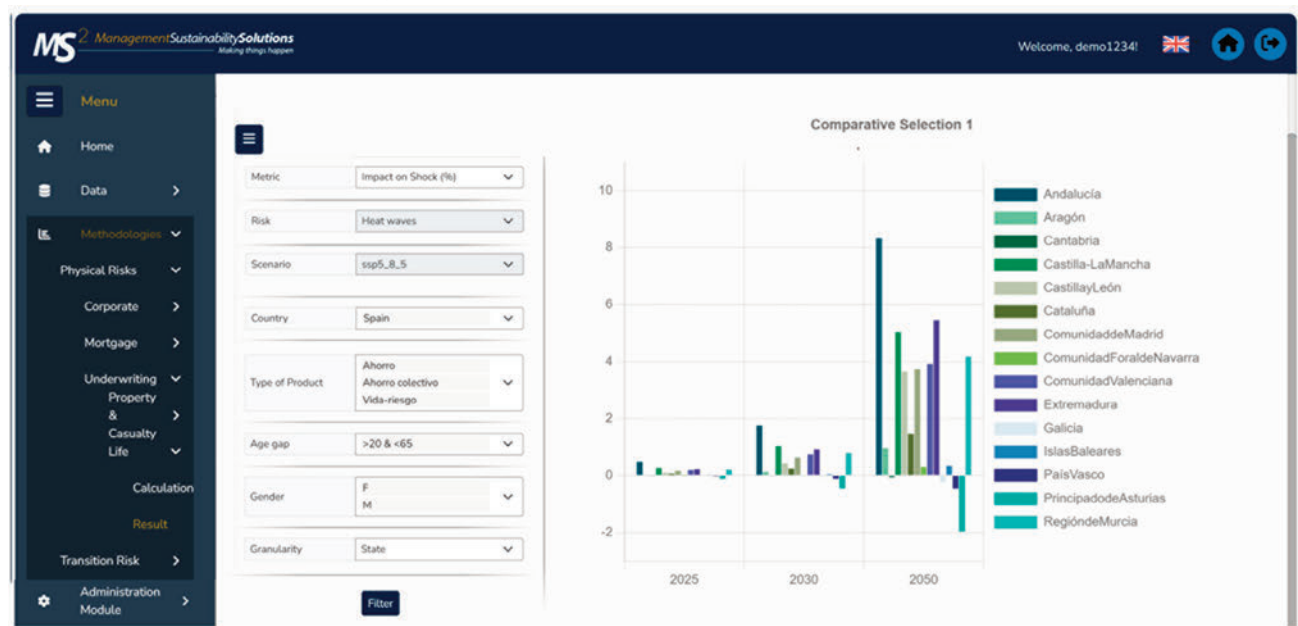 MS2 ManagementSustainabilitySolutions
Making things happen
Welcome, demo1234!
Menu
Home
Data
Methodologies
Physical Risks
Corporate
Mortgage
Underwriting
Property
&
Casualty
Life
Calculation
Result
Transition Risk
Administration
Module
Metric
Impact on Shock (%)
Risk
Heat waves
Scenario
ssp5_8_5
Country
Spain
Type of Product
Ahorro
Ahorro colectivo
Vida-riesgo
Age gap
>20 & <65
Gender
F
M
Granularity
State
Filter
Comparative Selection 1
10
8
6
4
2
0
-2
2025
2030
2050
Andalucía
Aragón
Cantabria
Castilla-LaMancha
CastillayLeón
Cataluña
ComunidaddeMadrid
ComunidadForaldeNavarra
ComunidadValenciana
Extremadura
Galicia
IslasBaleares
PaísVasco
PrincipadodeAsturias
RegióndeMurcia